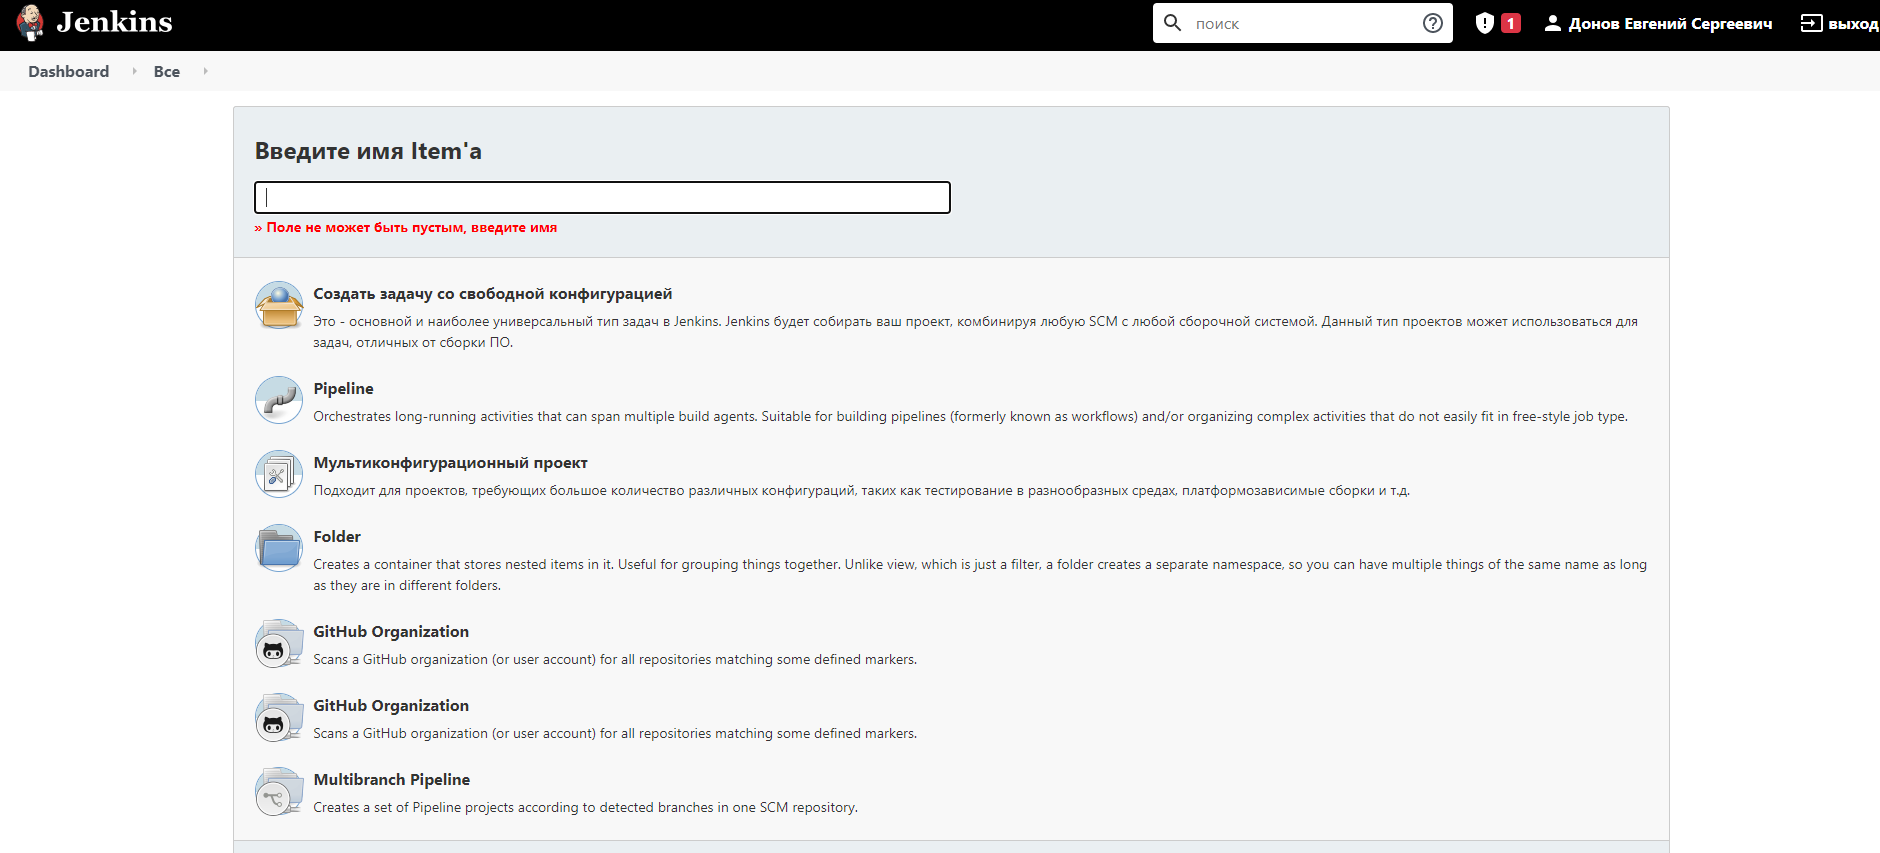 Jenkins
поиск
1
Донов Евгений Сергеевич
выход
Dashboard
Все
Введите имя Item'a
» Поле не может быть пустым, введите имя
Создать задачу со свободной конфигурацией
Это - основной и наиболее универсальный тип задач в Jenkins. Jenkins будет собирать ваш проект, комбинируя любую SCM с любой сборочной системой. Данный тип проектов может использоваться для
задач, отличных от сборки ПО.
Pipeline
Orchestrates long-running activities that can span multiple build agents. Suitable for building pipelines (formerly known as workflows) and/or organizing complex activities that do not easily fit in free-style job type.
Мультиконфигурационный проект
Подходит для проектов, требующих большое количество различных конфигураций, таких как тестирование в разнообразных средах, платформозависимые сборки и т.д.
Folder
Creates a container that stores nested items in it. Useful for grouping things together. Unlike view, which is just a filter, a folder creates a separate namespace, so you can have multiple things of the same name as long
as they are in different folders.
GitHub Organization
Scans a GitHub organization (or user account) for all repositories matching some defined markers.
GitHub Organization
Scans a GitHub organization (or user account) for all repositories matching some defined markers.
Multibranch Pipeline
Creates a set of Pipeline projects according to detected branches in one SCM repository.